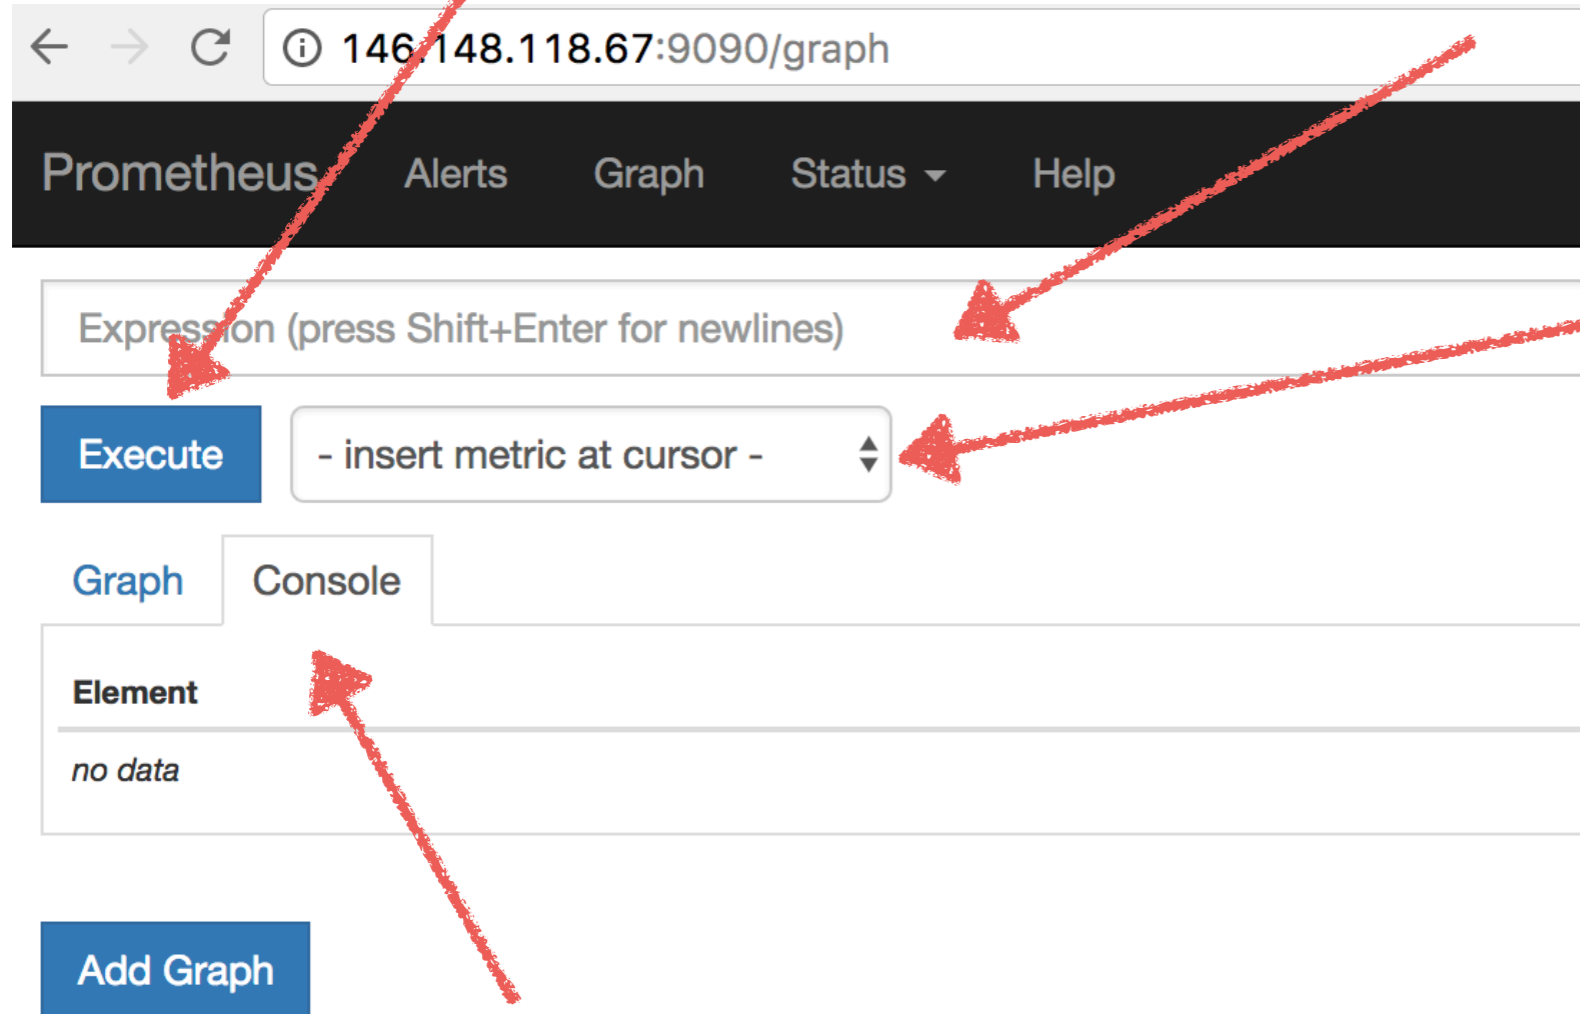 146.148.118.67:9090/graph
Prometheus Alerts Graph Status Help
Expression (press Shift+Enter for newlines)
Execute - insert metric at cursor -
Graph Console
Element
no data
Add Graph